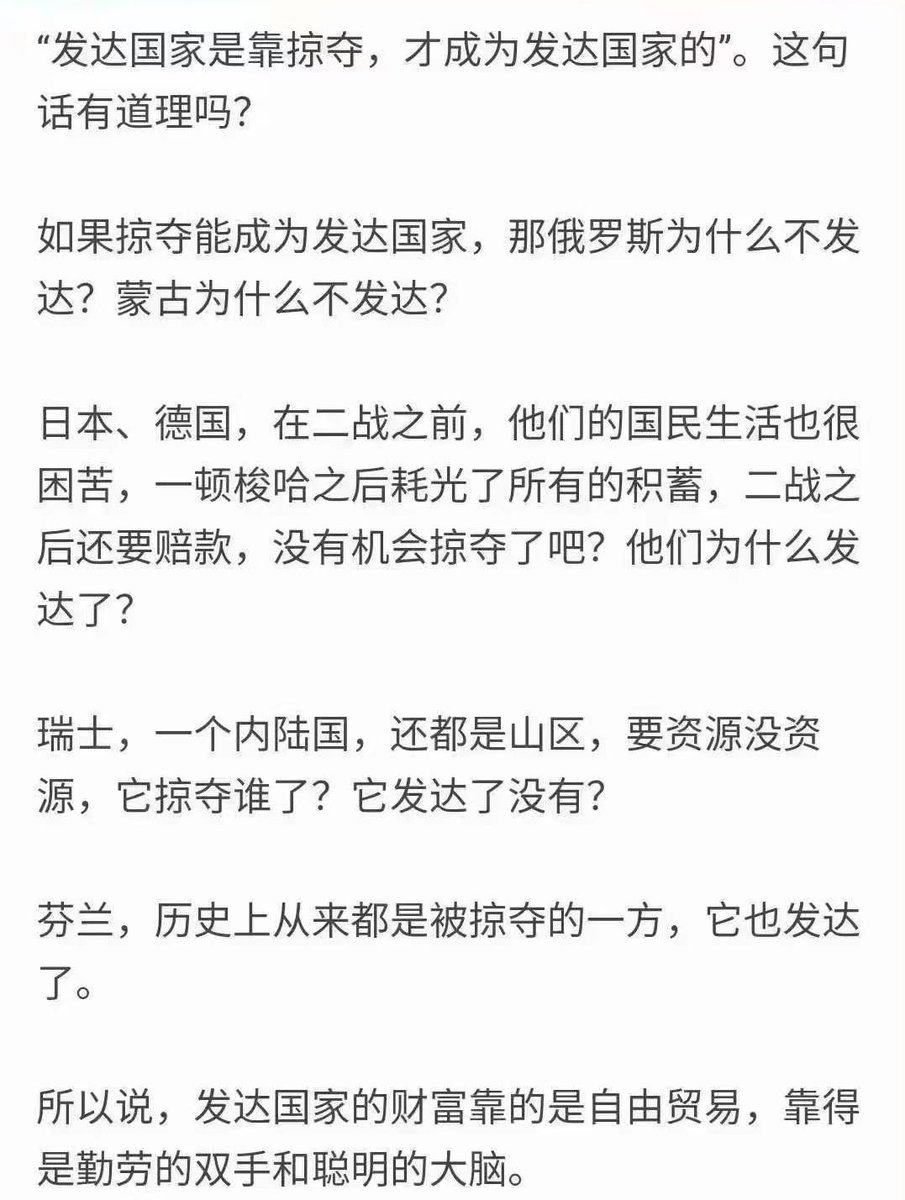 “发达国家是靠掠夺，才成为发达国家的”。这句
话有道理吗？
如果掠夺能成为发达国家，那俄罗斯为什么不发
达？蒙古为什么不发达？
日本、德国，在二战之前，他们的国民生活也很
困苦，一顿梭哈之后耗光了所有的积蓄，二战之
后还要赔款，没有机会掠夺了吧？他们为什么发
达了？
瑞士，一个内陆国，还都是山区，要资源没资
源，它掠夺谁了？它发达了没有？
芬兰，历史上从来都是被掠夺的一方，它也发达
了。
所以说，发达国家的财富靠的是自由贸易，靠得
是勤劳的双手和聪明的大脑。